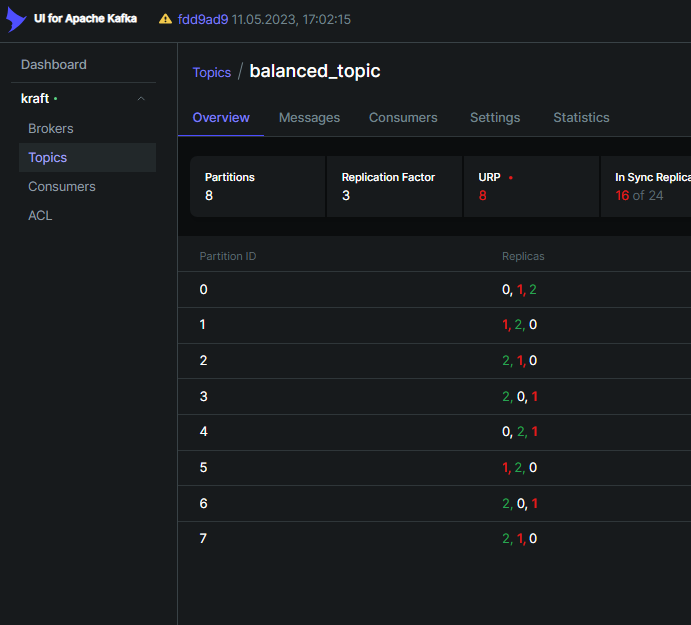 UI for Apache Kafka fdd9ad9 11.05.2023, 17:02:15
Dashboard
kraft
Brokers
Topics
Consumers
ACL
Topics / balanced_topic
Overview Messages Consumers Settings Statistics
Partitions Replication Factor URP In Sync Replica
8 3 8 16 of 24
Partition ID Replicas
0 0, 1, 2
1 1, 2, 0
2 2, 1, 0
3 2, 0, 1
4 0, 2, 1
5 1, 2, 0
6 2, 0, 1
7 2, 1, 0